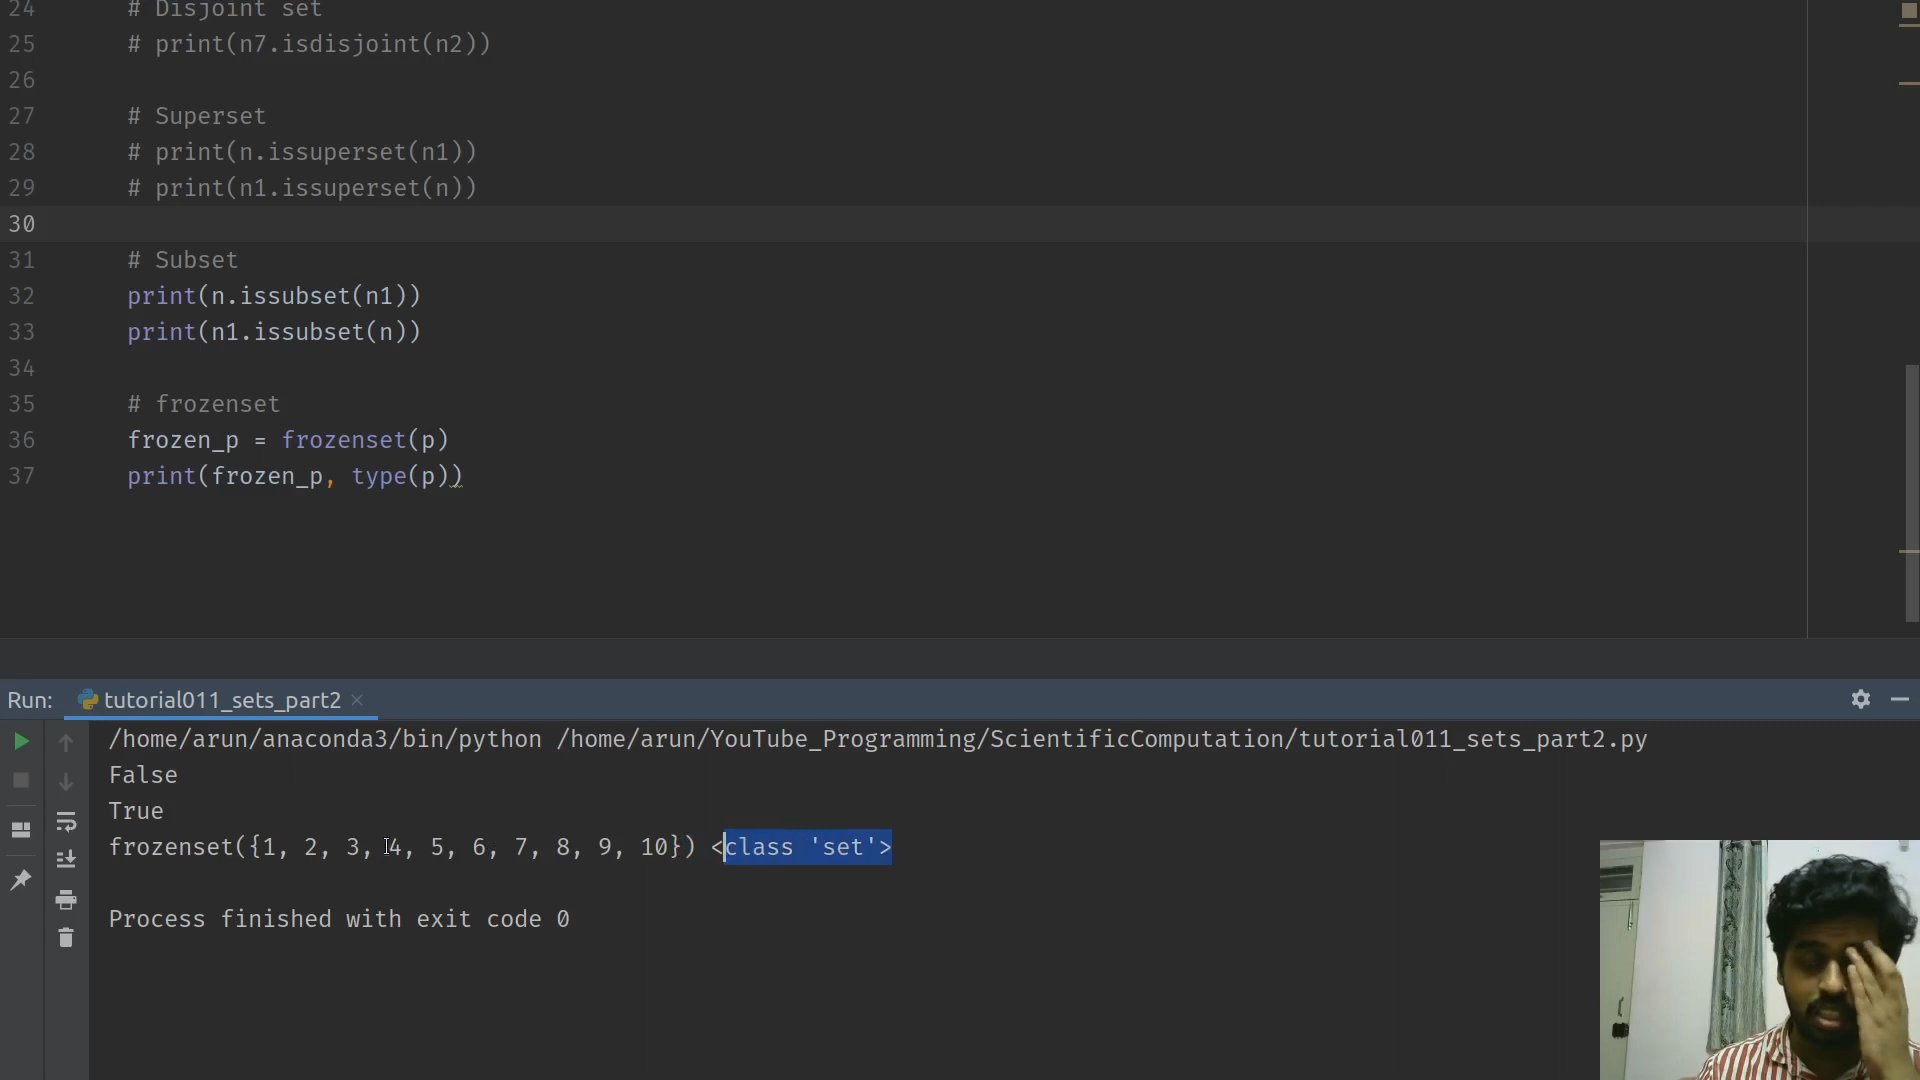 24 # Disjoint set
25 # print(n7.isdisjoint(n2))
26
27 # Superset
28 # print(n.issuperset(n1))
29 # print(n1.issuperset(n))
30
31 # Subset
32 print(n.issubset(n1))
33 print(n1.issubset(n))
34
35 # frozenset
36 frozen_p = frozenset(p)
37 print(frozen_p, type(p))
Run: tutorial011_sets_part2
/home/arun/anaconda3/bin/python /home/arun/YouTube_Programming/ScientificComputation/tutorial011_sets_part2.py
False
True
frozenset({1, 2, 3, 4, 5, 6, 7, 8, 9, 10}) <class 'set'>
Process finished with exit code 0